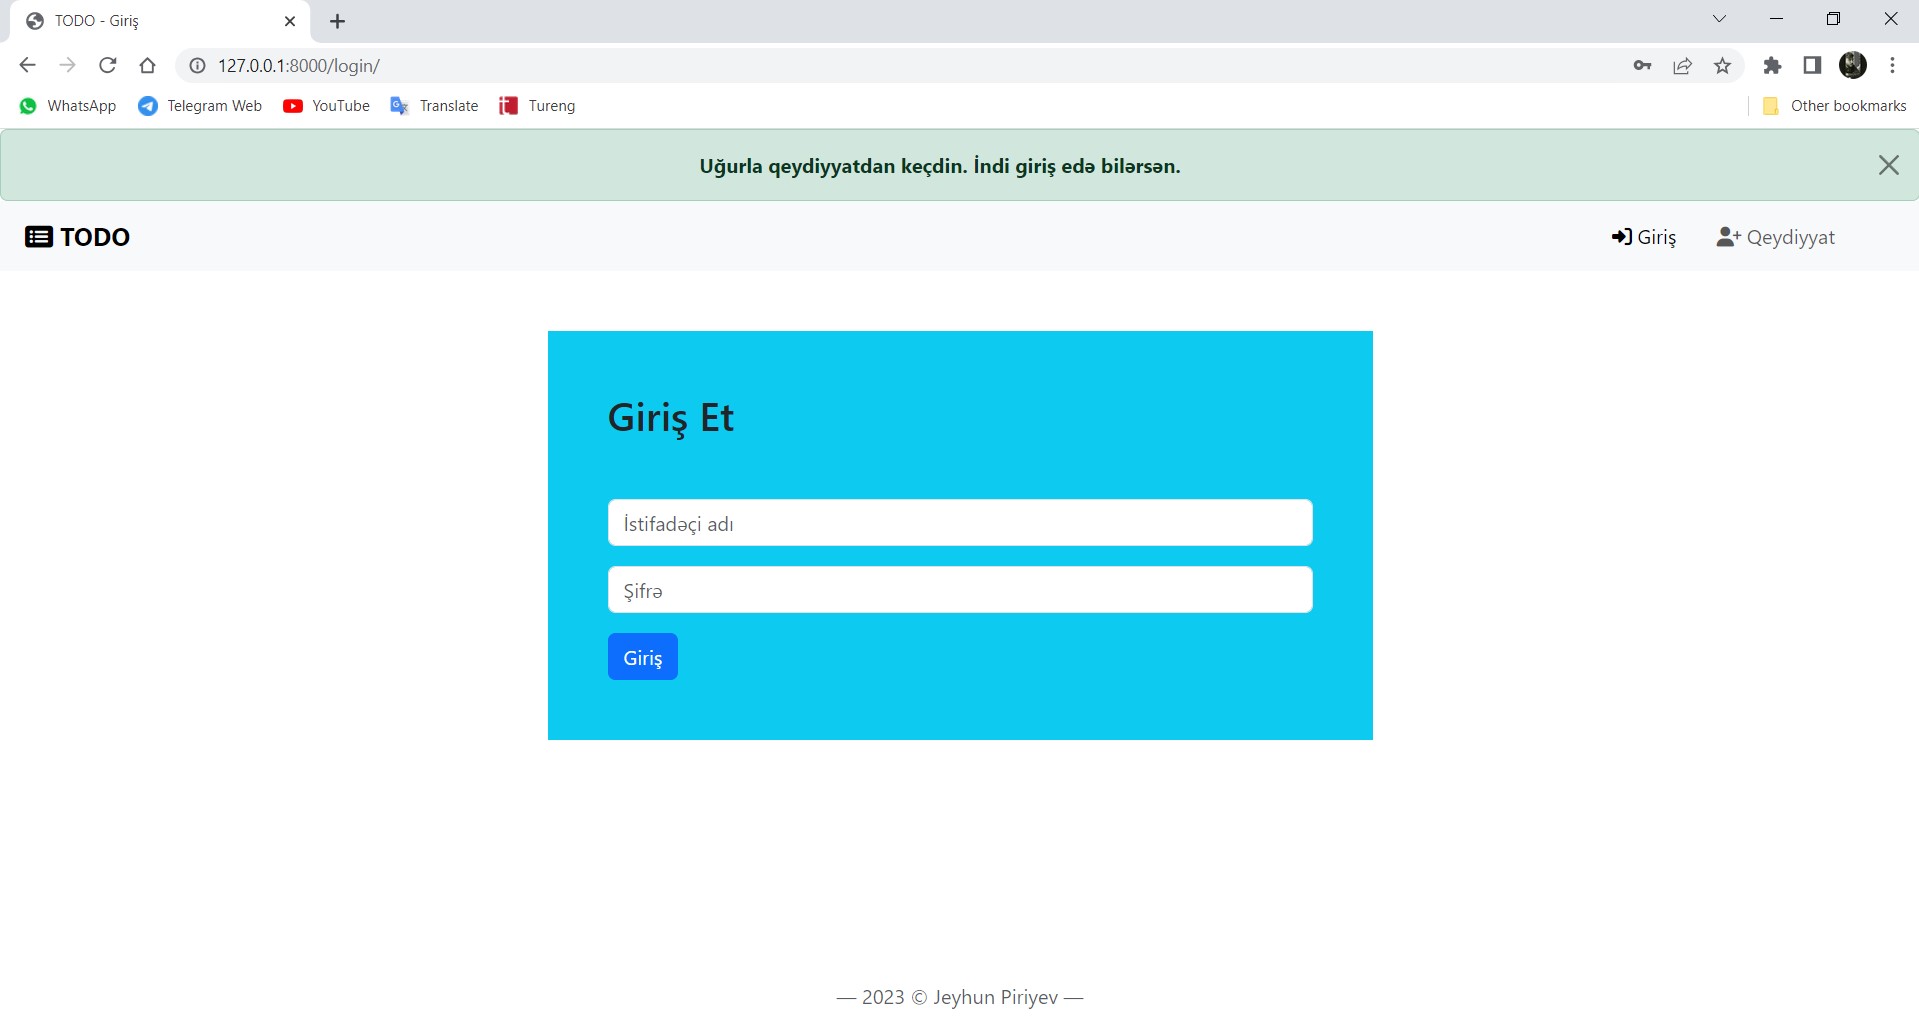 TODO - Giriş
127.0.0.1:8000/login/
WhatsApp Telegram Web YouTube Translate Tureng Other bookmarks
Uğurla qeydiyyatdan keçdin. İndi giriş edə bilərsən.
TODO Giriş Qeydiyyat
Giriş Et
İstifadəçi adı
Şifrə
Giriş
— 2023 © Jeyhun Piriyev —